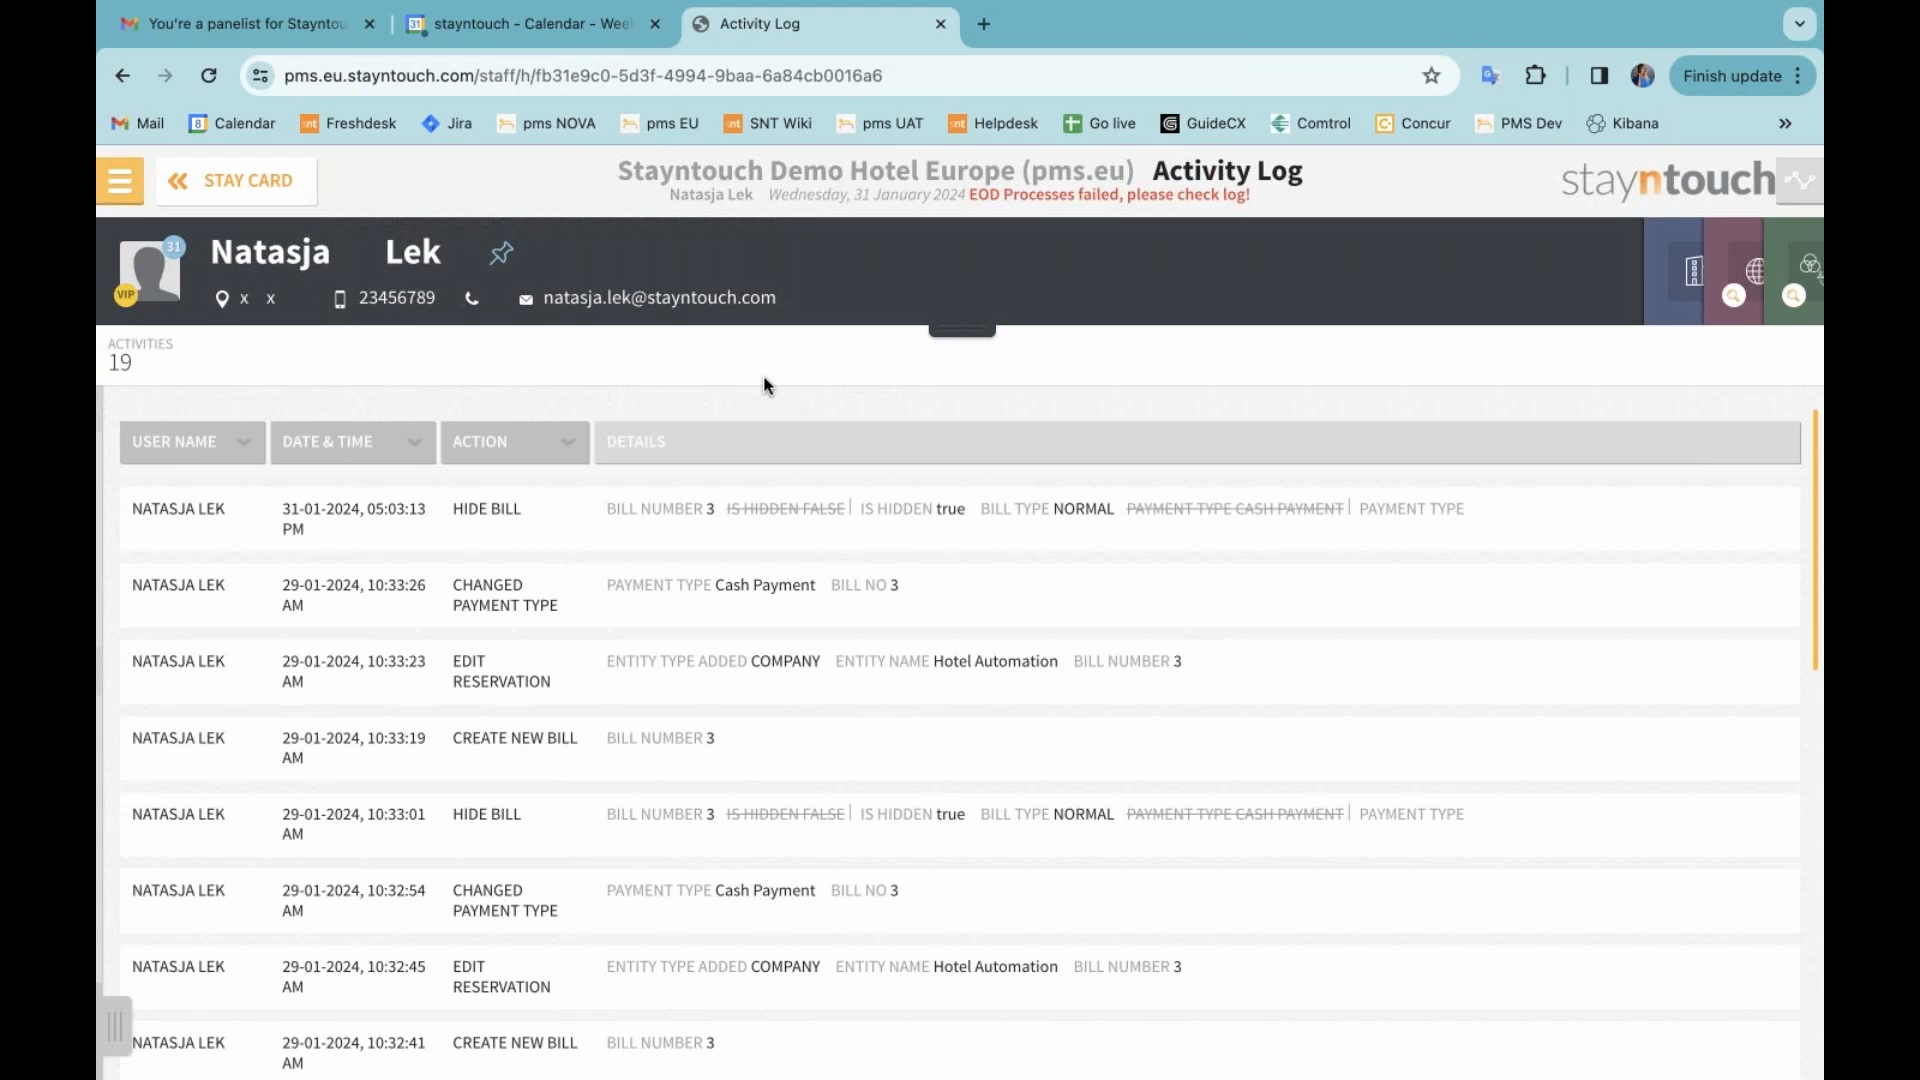 You're a panelist for Stayntou
31 stayntouch - Calendar - Week
Activity Log
pms.eu.stayntouch.com/staff/h/fb31e9c0-5d3f-4994-9baa-6a84cb0016a6
Finish update
Mail
8 Calendar
snt Freshdesk
Jira
pms NOVA
pms EU
snt SNT Wiki
pms UAT
snt Helpdesk
Go live
GuideCX
Comtrol
Concur
PMS Dev
Kibana
STAY CARD
Stayntouch Demo Hotel Europe (pms.eu) Activity Log
Natasja Lek Wednesday, 31 January 2024 EOD Processes failed, please check log!
stayntouch
31
VIP
Natasja Lek
x x 23456789 natasja.lek@stayntouch.com
ACTIVITIES
19
USER NAME DATE & TIME ACTION DETAILS
NATASJA LEK 31-01-2024, 05:03:13 HIDE BILL BILL NUMBER 3 IS HIDDEN FALSE IS HIDDEN true BILL TYPE NORMAL PAYMENT TYPE CASH PAYMENT PAYMENT TYPE
PM
NATASJA LEK 29-01-2024, 10:33:26 CHANGED PAYMENT TYPE Cash Payment BILL NO 3
AM PAYMENT TYPE
NATASJA LEK 29-01-2024, 10:33:23 EDIT ENTITY TYPE ADDED COMPANY ENTITY NAME Hotel Automation BILL NUMBER 3
AM RESERVATION
NATASJA LEK 29-01-2024, 10:33:19 CREATE NEW BILL BILL NUMBER 3
AM
NATASJA LEK 29-01-2024, 10:33:01 HIDE BILL BILL NUMBER 3 IS HIDDEN FALSE IS HIDDEN true BILL TYPE NORMAL PAYMENT TYPE CASH PAYMENT PAYMENT TYPE
AM
NATASJA LEK 29-01-2024, 10:32:54 CHANGED PAYMENT TYPE Cash Payment BILL NO 3
AM PAYMENT TYPE
NATASJA LEK 29-01-2024, 10:32:45 EDIT ENTITY TYPE ADDED COMPANY ENTITY NAME Hotel Automation BILL NUMBER 3
AM RESERVATION
NATASJA LEK 29-01-2024, 10:32:41 CREATE NEW BILL BILL NUMBER 3
AM